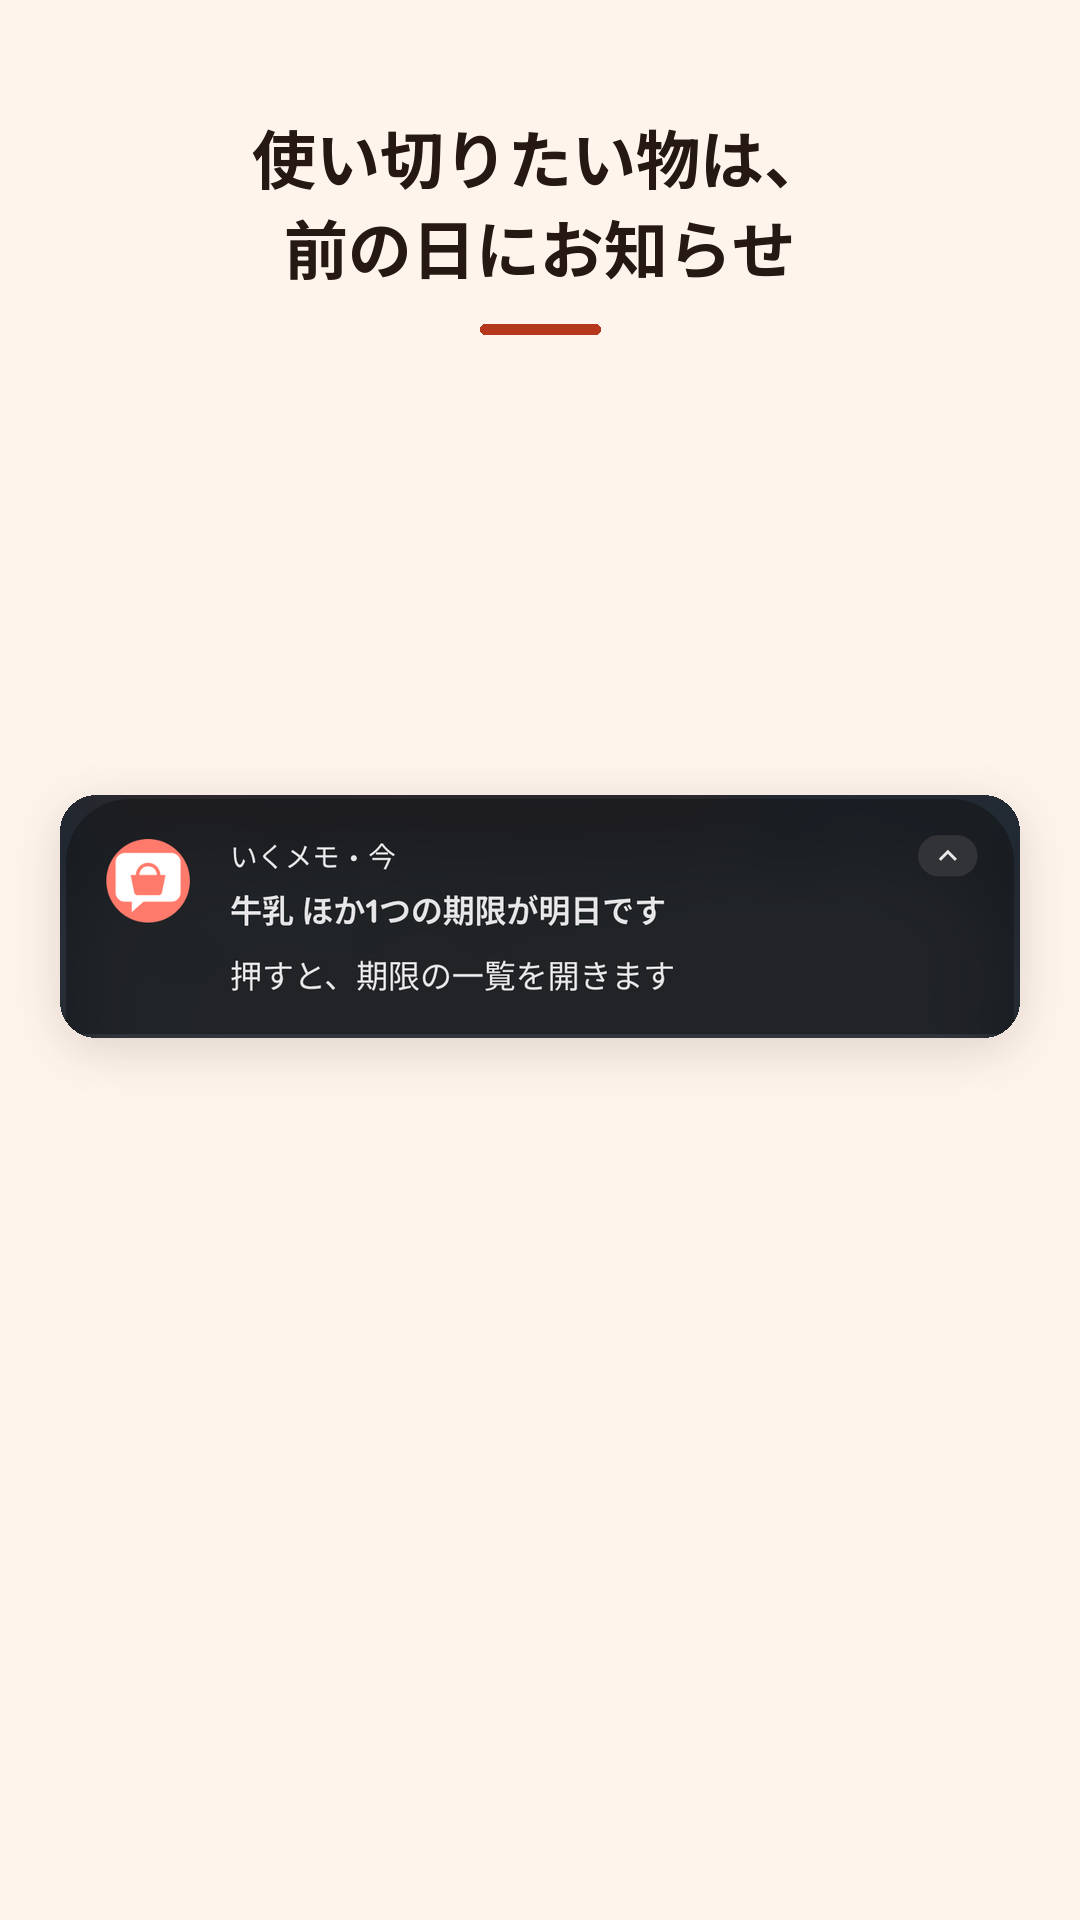 使い切りたい物は、
前の日にお知らせ
いくメモ・今
牛乳 ほか1つの期限が明日です
押すと、期限の一覧を開きます